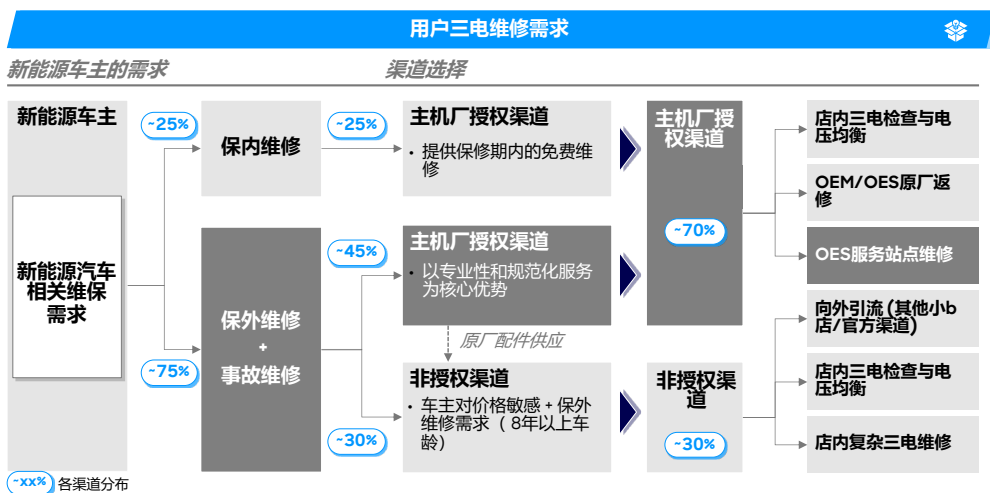 用户三电维修需求
新能源车主的需求
渠道选择
新能源车主
新能源汽车
相关维保
需求
~25%
~75%
保内维修
保外维修
+
事故维修
~25%
~45%
~30%
主机厂授权渠道
· 提供保修期内的免费维
修
主机厂授权渠道
· 以专业性和规范化服务
为核心优势
原厂配件供应
非授权渠道
· 车主对价格敏感 + 保外
维修需求（8年以上车
龄）
主机厂授
权渠道
~70%
非授权渠
道
~30%
店内三电检查与电
压均衡
OEM/OES原厂返
修
OES服务站点维修
向外引流 (其他小b
店/官方渠道)
店内三电检查与电
压均衡
店内复杂三电维修
~xx% 各渠道分布